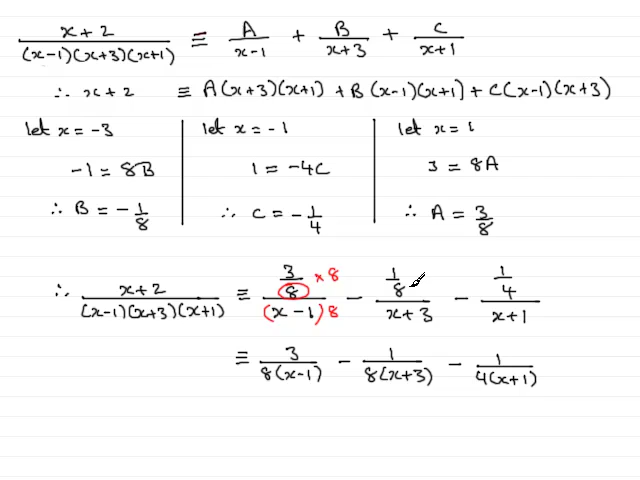 x+2 / (x-1)(x+3)(x+1) ≡ A / x-1 + B / x+3 + C / x+1
∴ x+2 ≡ A(x+3)(x+1) + B(x-1)(x+1) + C(x-1)(x+3)
let x = -3
-1 = 8B
∴ B = - 1/8
let x = -1
1 = -4C
∴ C = - 1/4
let x = 1
3 = 8A
∴ A = 3/8
∴ x+2 / (x-1)(x+3)(x+1) ≡ 3/8 ×8 / (x-1)8 - 1/8 / x+3 - 1/4 / x+1
≡ 3 / 8(x-1) - 1 / 8(x+3) - 1 / 4(x+1)